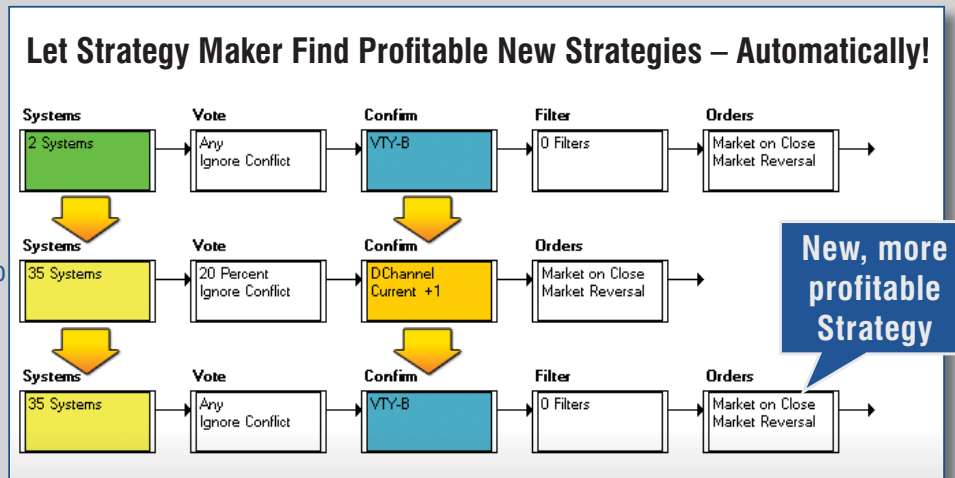 Let Strategy Maker Find Profitable New Strategies – Automatically!
Systems Vote Confirm Filter Orders
2 Systems
Any
Ignore Conflict
VTY-B
0 Filters
Market on Close
Market Reversal
Systems Vote Confirm Orders
35 Systems
20 Percent
Ignore Conflict
DChannel
Current +1
Market on Close
Market Reversal
New, more
profitable
Strategy
Systems Vote Confirm Filter Orders
35 Systems
Any
Ignore Conflict
VTY-B
0 Filters
Market on Close
Market Reversal